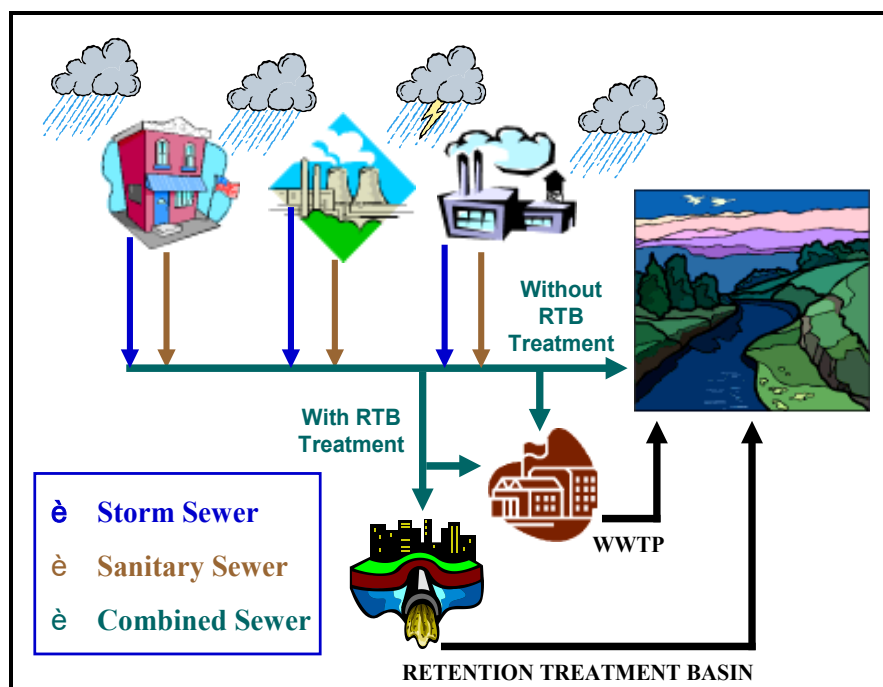 Without
RTB
Treatment
With RTB
Treatment
è Storm Sewer
è Sanitary Sewer
è Combined Sewer
WWTP
RETENTION TREATMENT BASIN